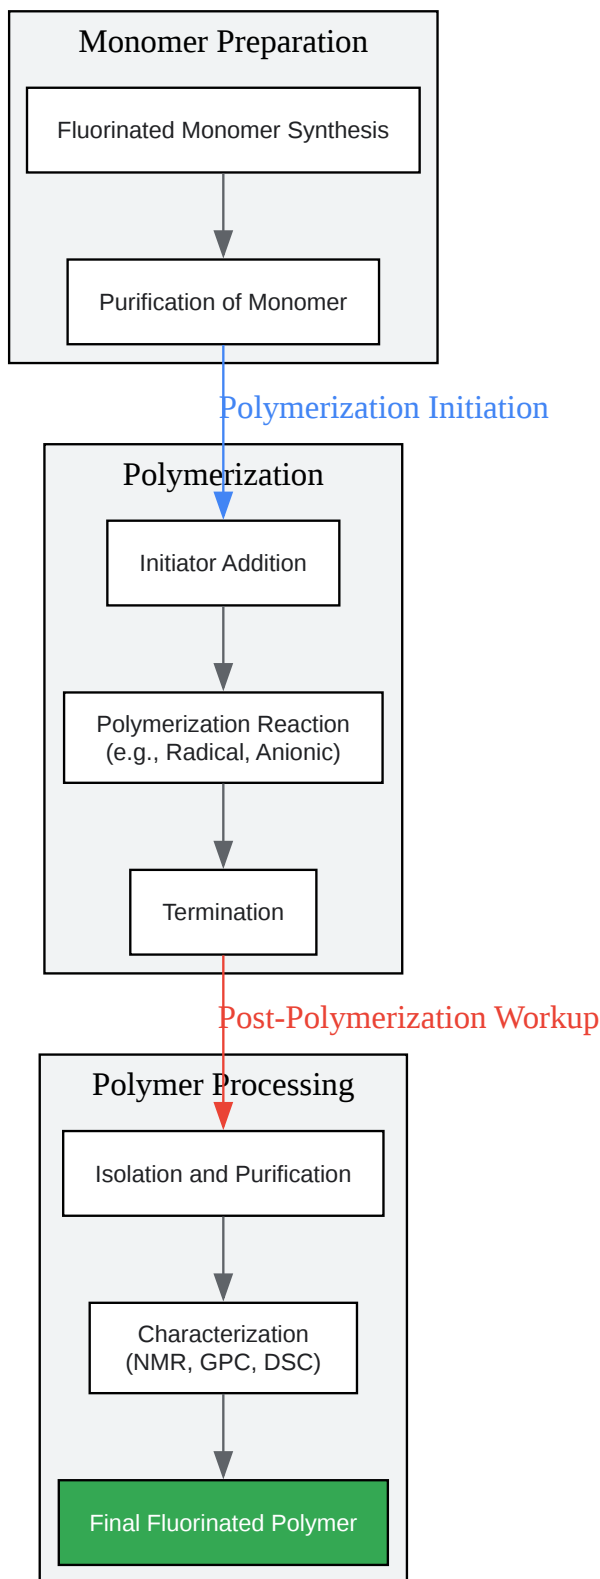 Monomer Preparation
Fluorinated Monomer Synthesis
Purification of Monomer
Polymerization Initiation
Polymerization
Initiator Addition
Polymerization Reaction
(e.g., Radical, Anionic)
Termination
Post-Polymerization Workup
Polymer Processing
Isolation and Purification
Characterization
(NMR, GPC, DSC)
Final Fluorinated Polymer